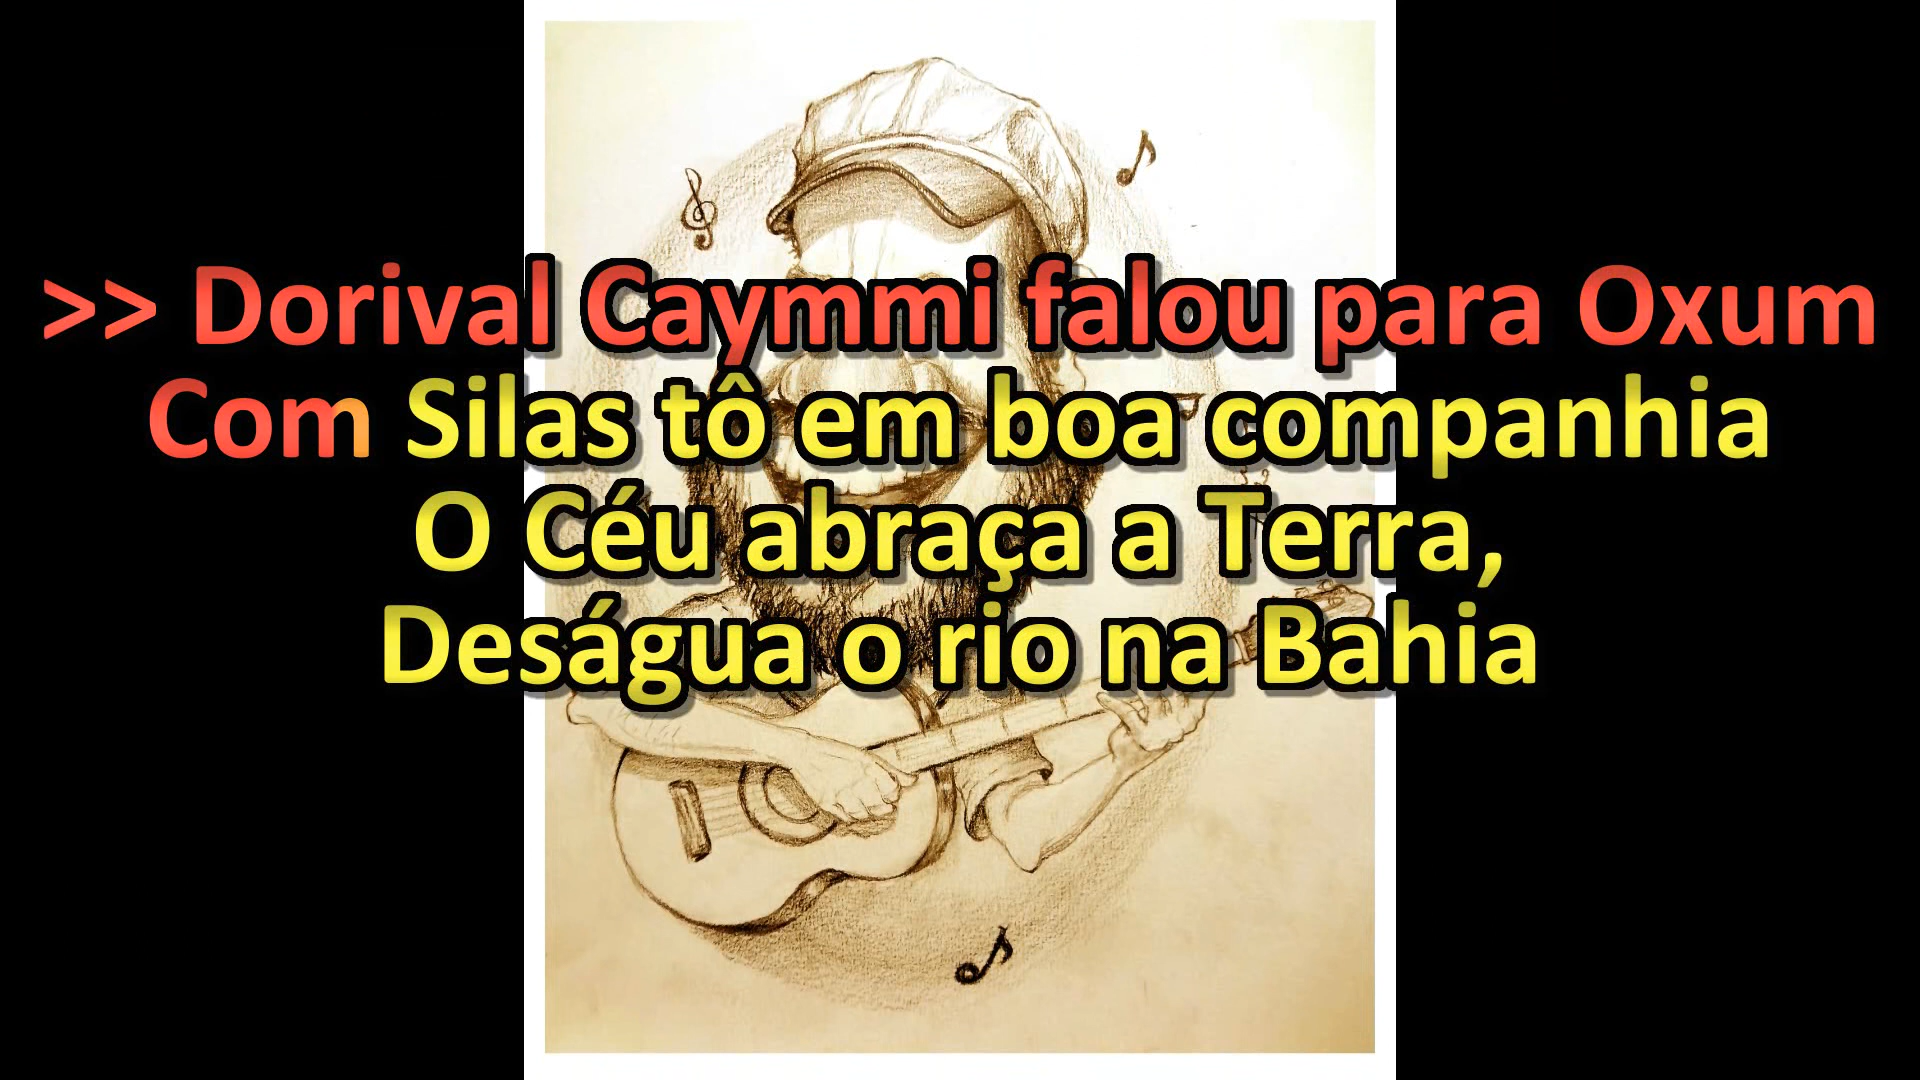 >> Dorival Caymmi falou para Oxum
Com Silas tô em boa companhia
O Céu abraça a Terra,
Deságua o rio na Bahia